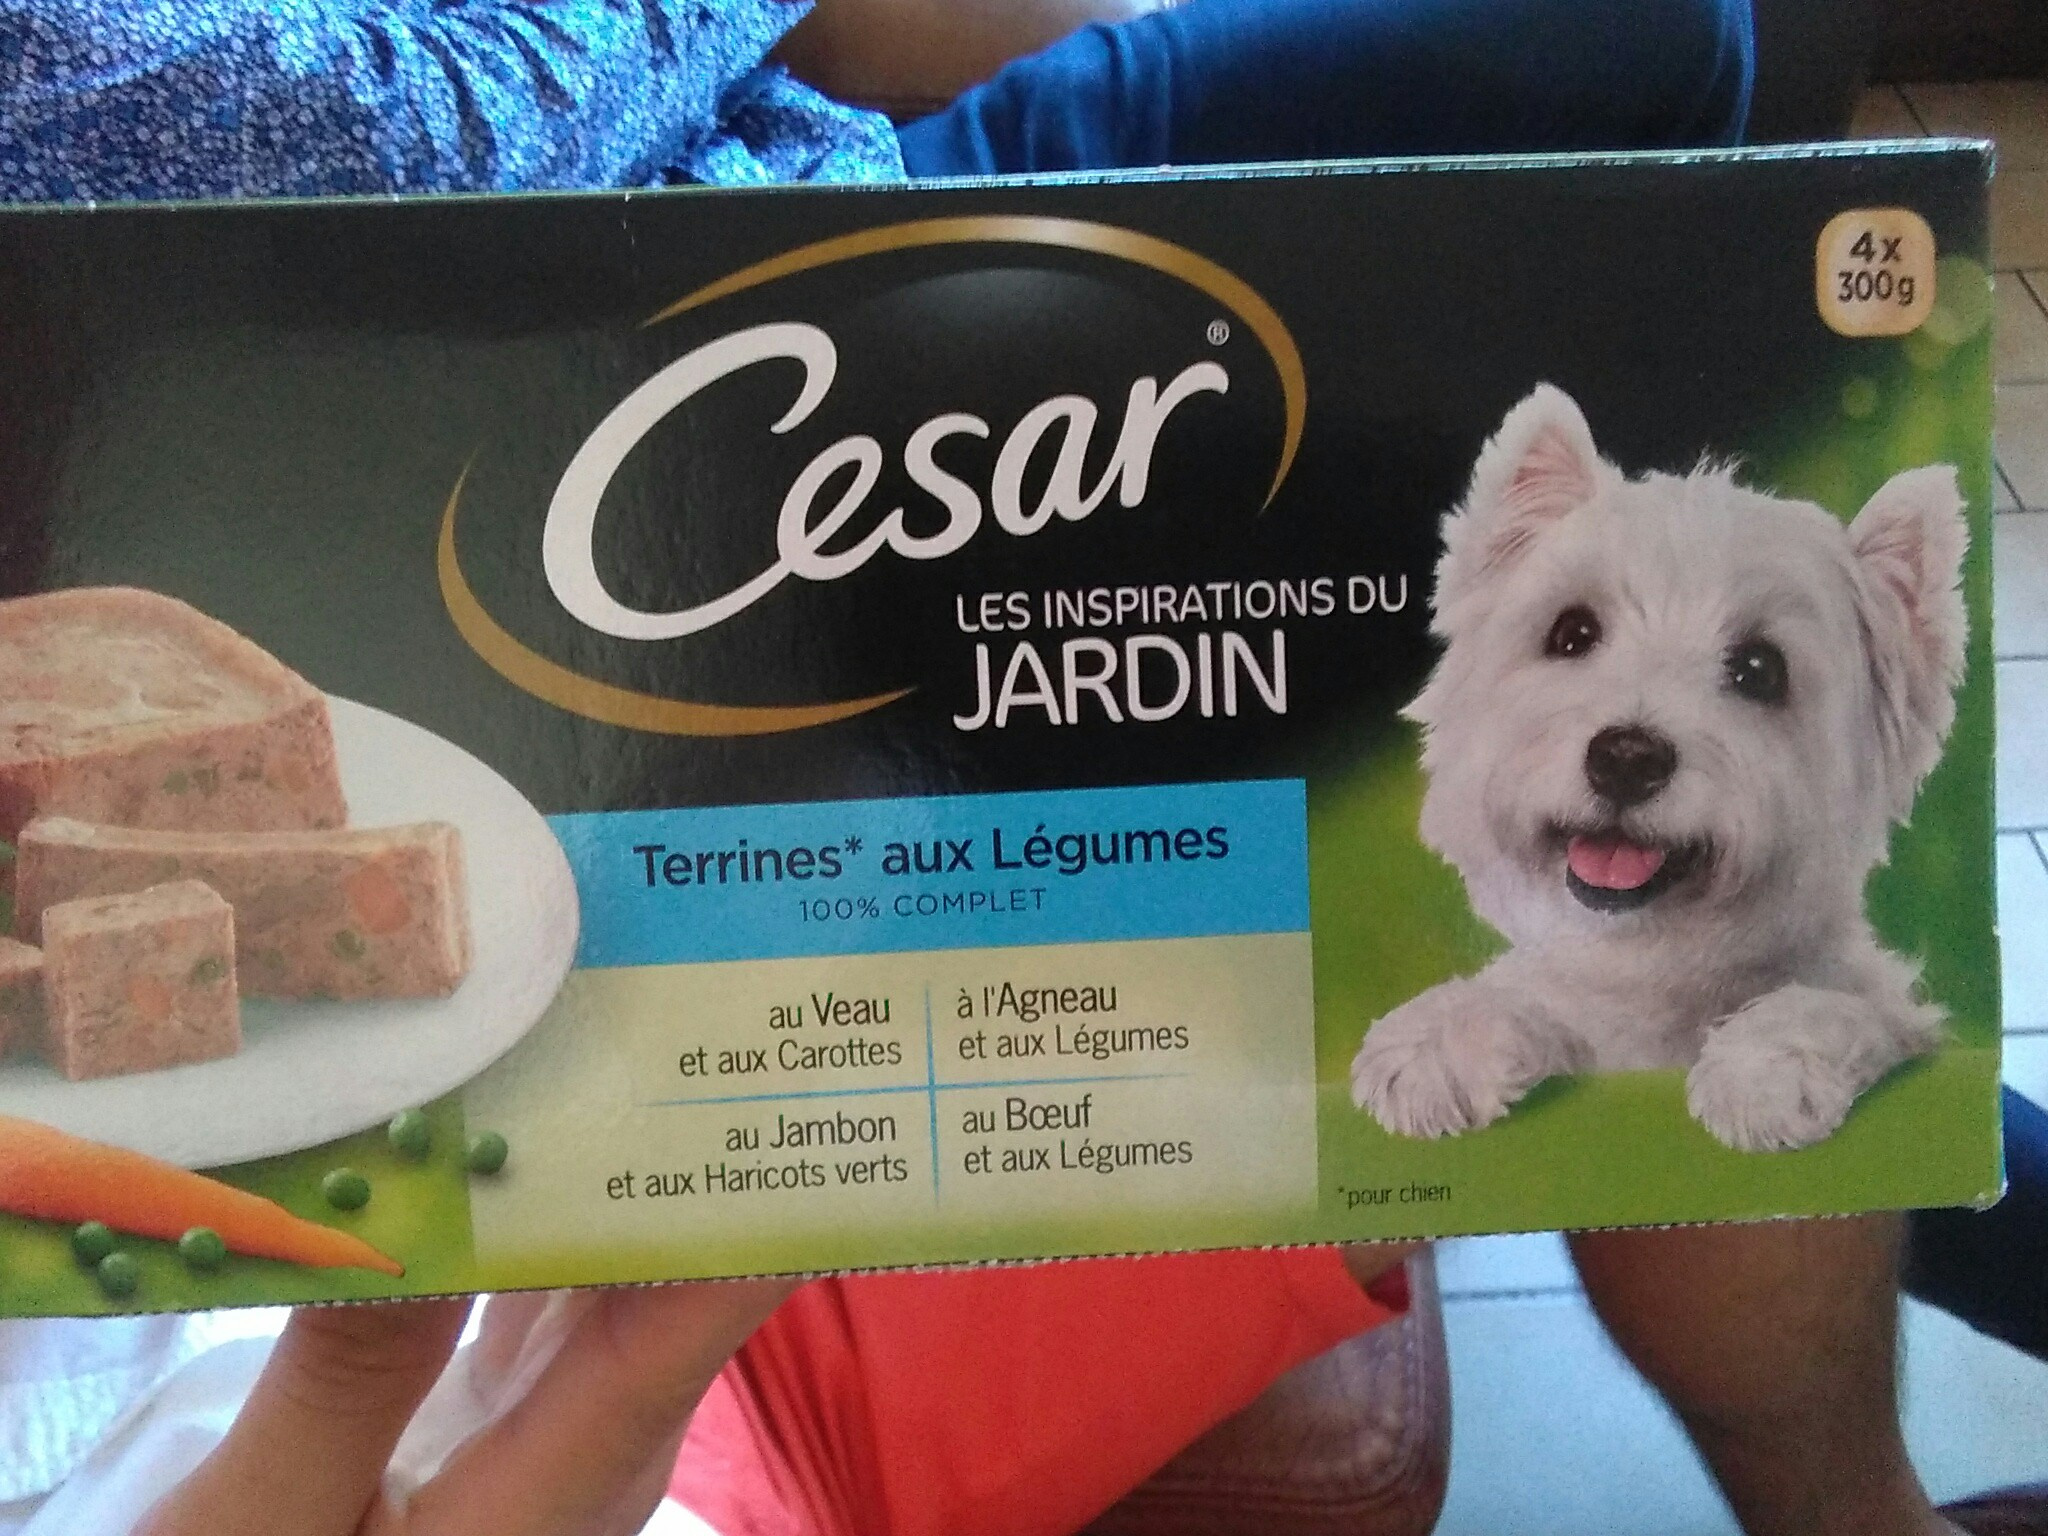 4x
300g
Cesar®
LES INSPIRATIONS DU
JARDIN
Terrines* aux Légumes
100% COMPLET
au Veau
et aux Carottes
à l'Agneau
et aux Légumes
au Jambon
et aux Haricots verts
au Bœuf
et aux Légumes
*pour chien